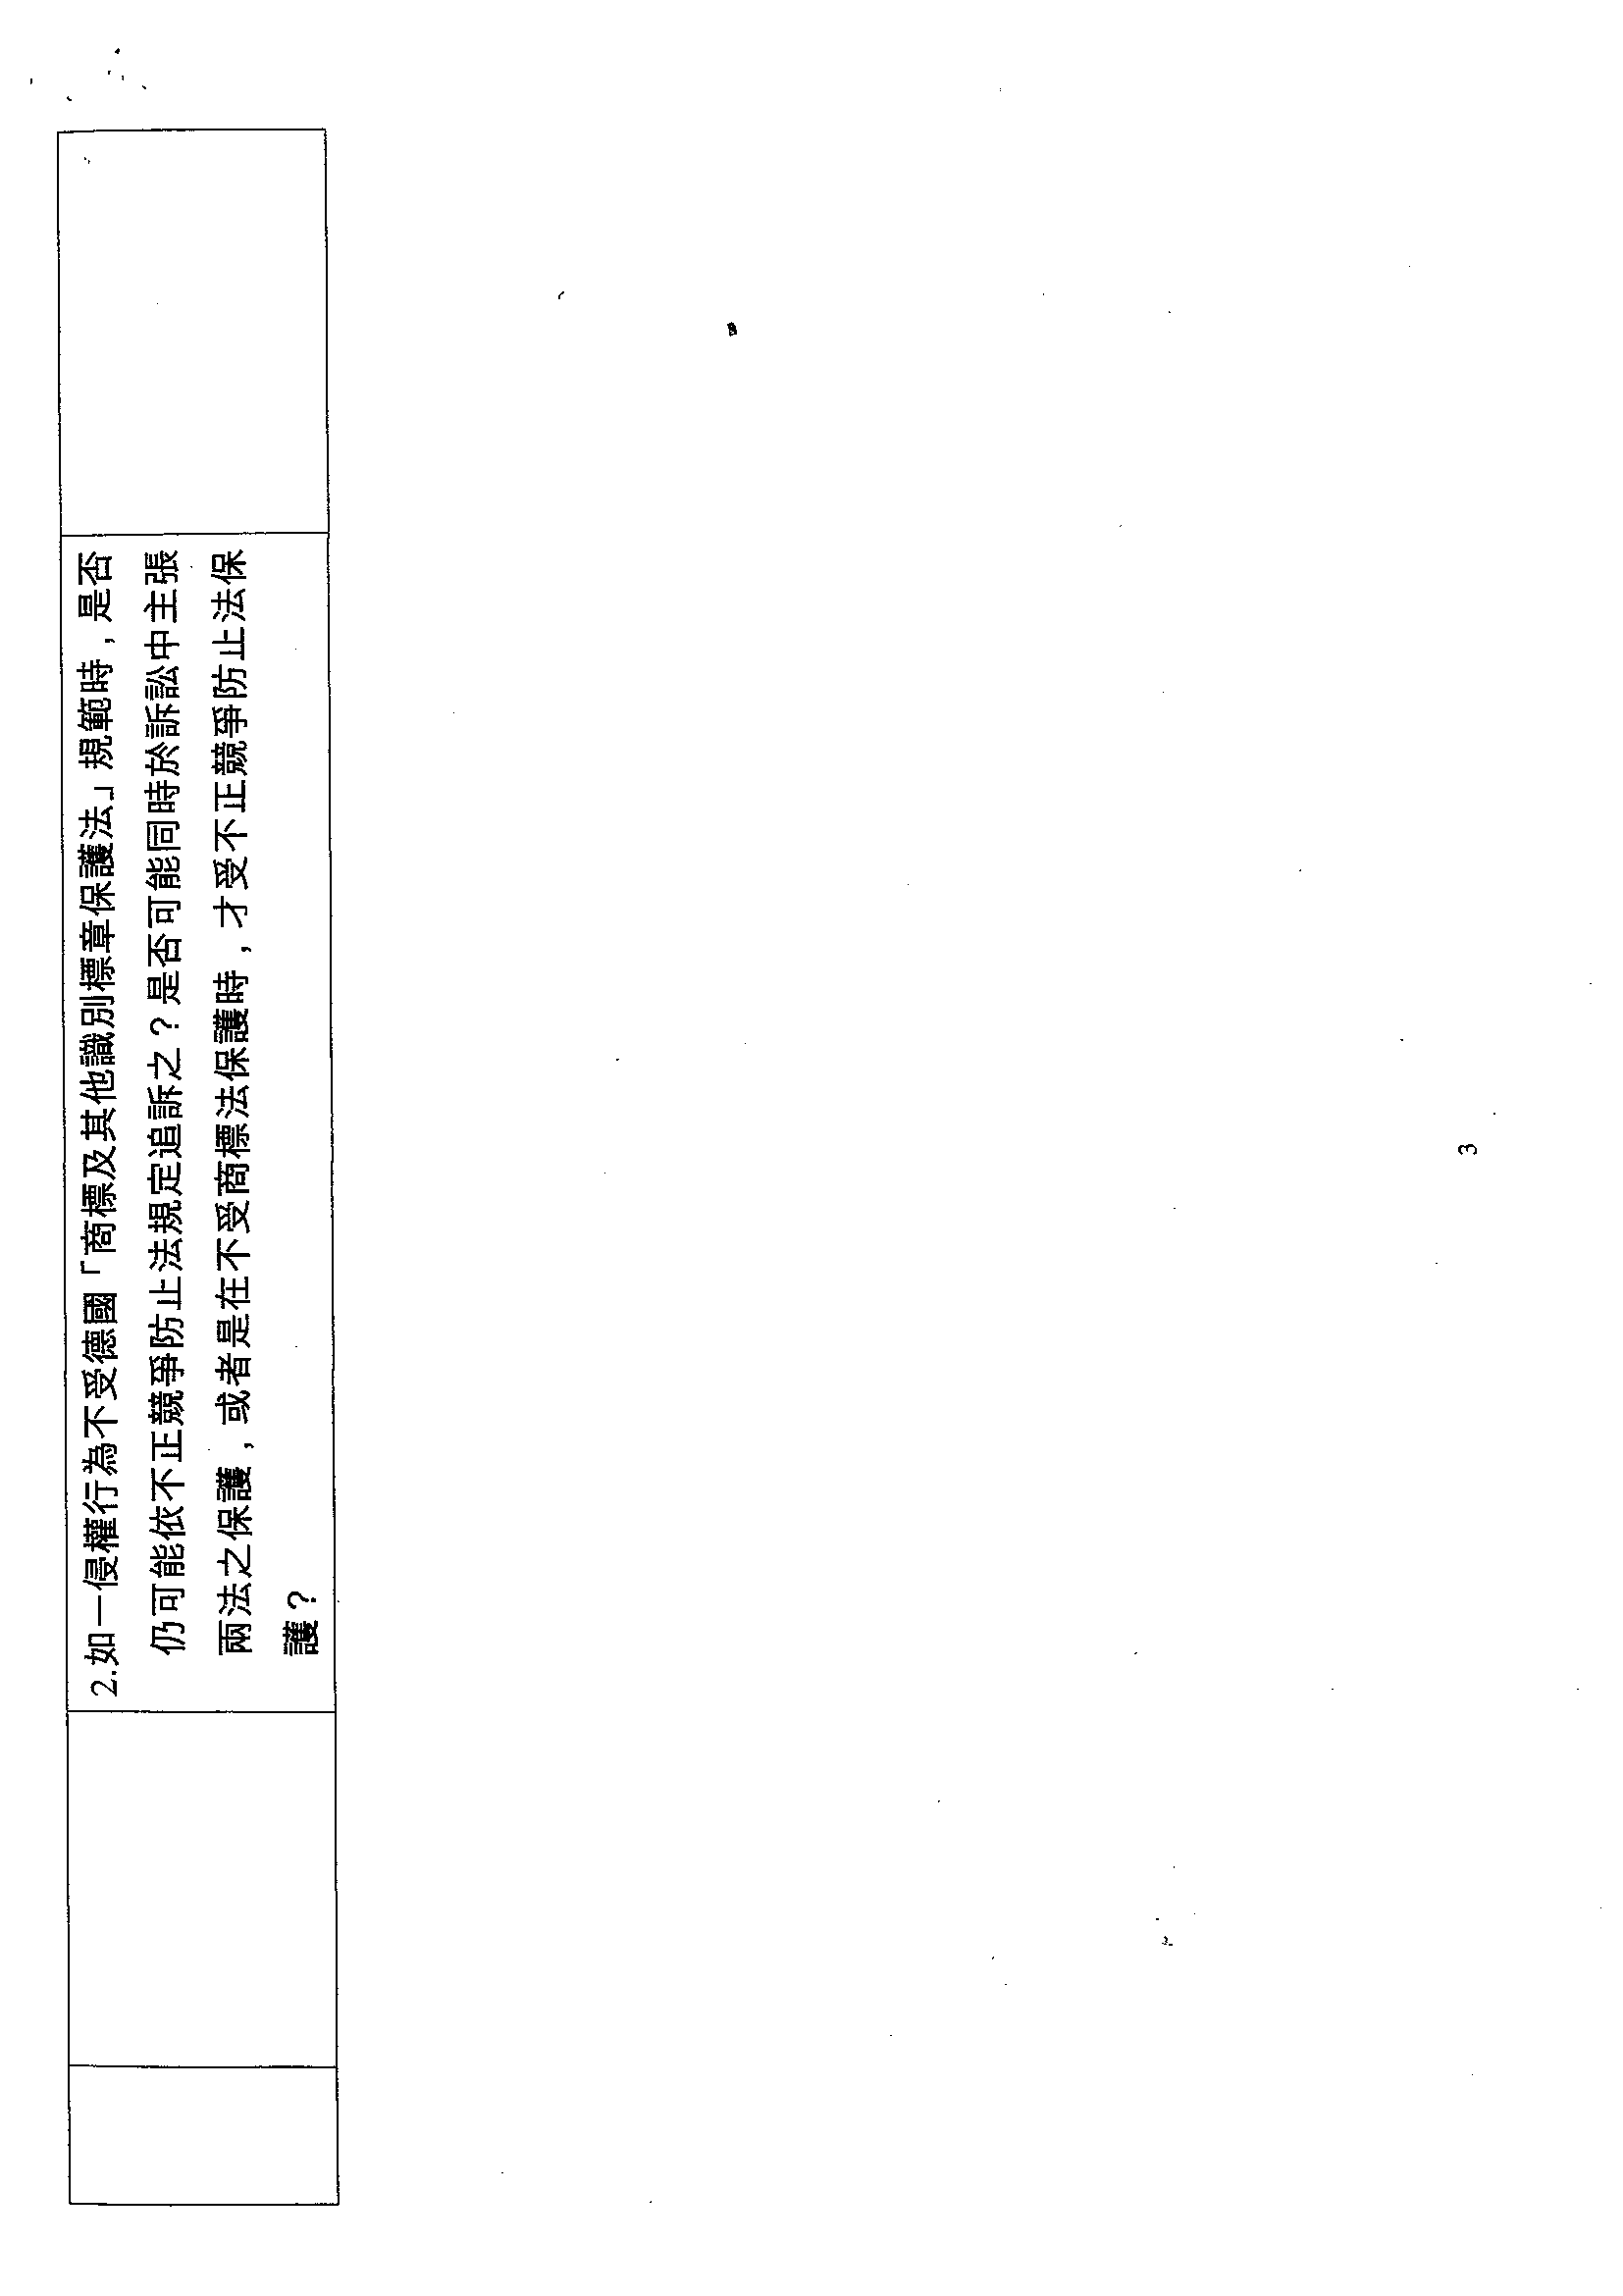 2.如一侵權行為不受德國「商標及其他識別標章保護法」規範時，是否
仍可能依不正競爭防止法規定追訴之？是否可能同時於訴訟中主張
兩法之保護，或者是在不受商標法保護時，才受不正競爭防止法保
護？
3